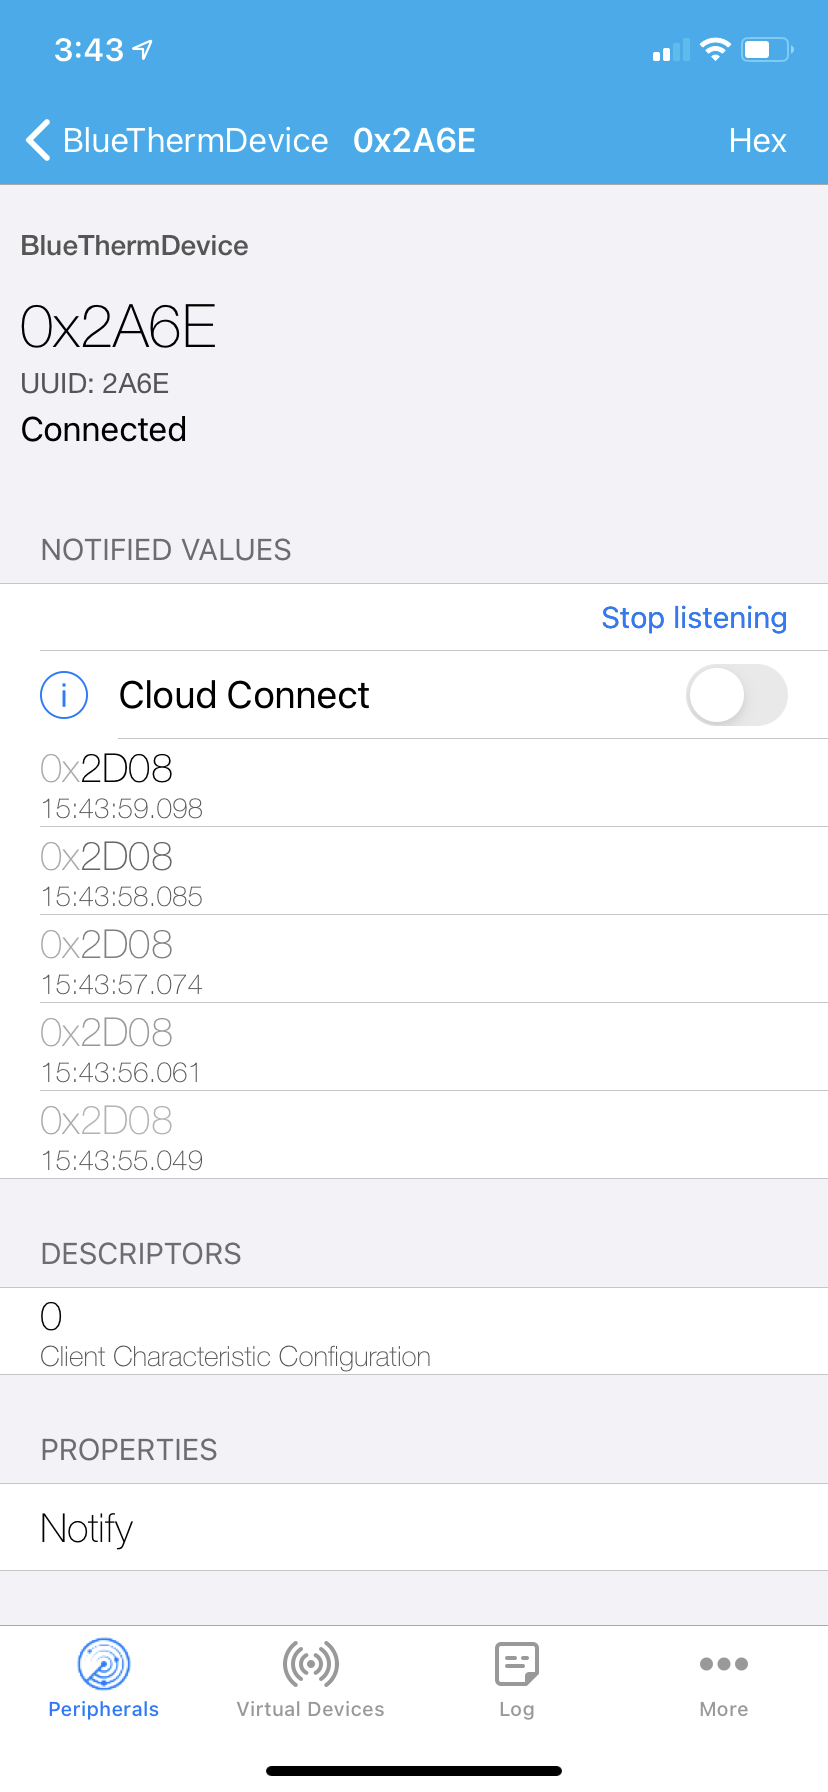 3:43
BlueThermDevice 0x2A6E Hex
BlueThermDevice
0x2A6E
UUID: 2A6E
Connected
NOTIFIED VALUES
Stop listening
i Cloud Connect
0x2D08
15:43:59.098
0x2D08
15:43:58.085
0x2D08
15:43:57.074
0x2D08
15:43:56.061
0x2D08
15:43:55.049
DESCRIPTORS
0
Client Characteristic Configuration
PROPERTIES
Notify
Peripherals Virtual Devices Log More